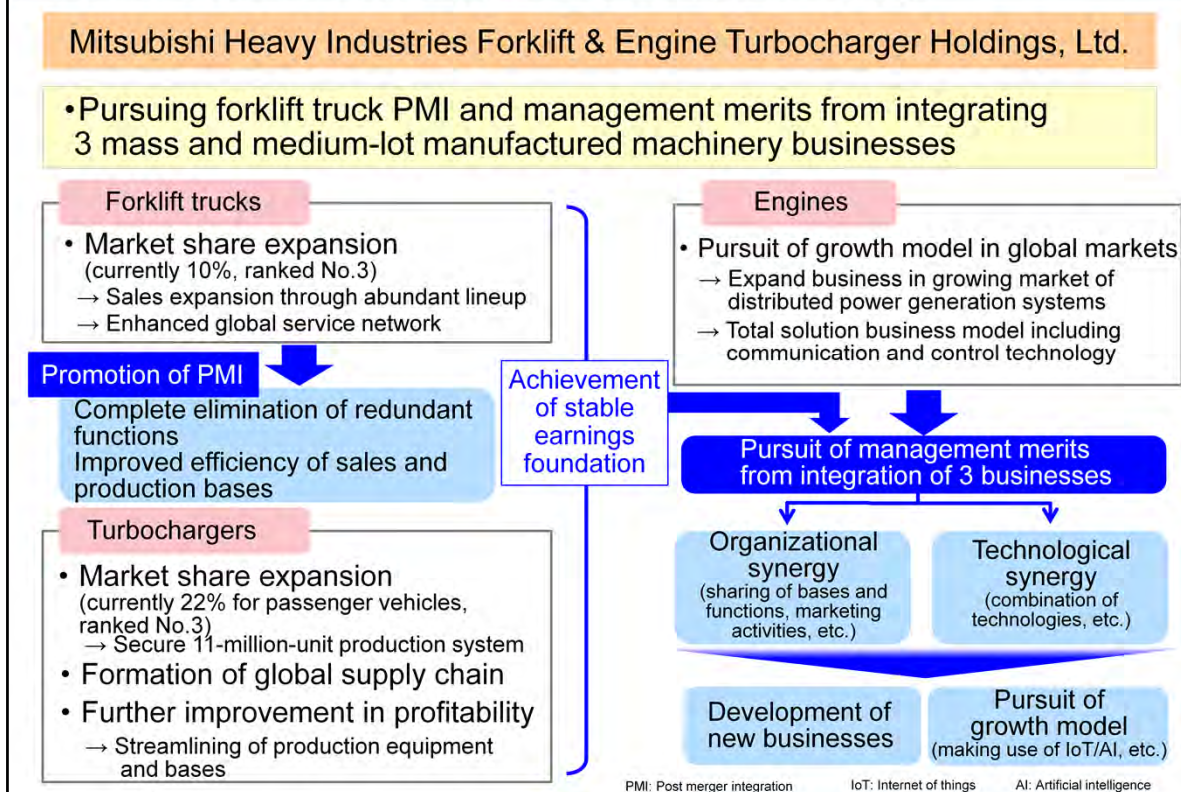 Mitsubishi Heavy Industries Forklift & Engine Turbocharger Holdings, Ltd.
•Pursuing forklift truck PMI and management merits from integrating
3 mass and medium-lot manufactured machinery businesses
Forklift trucks
• Market share expansion
(currently 10%, ranked No.3)
→ Sales expansion through abundant lineup
→ Enhanced global service network
Promotion of PMI
Complete elimination of redundant
functions
Improved efficiency of sales and
production bases
Turbochargers
• Market share expansion
(currently 22% for passenger vehicles,
ranked No.3)
→ Secure 11-million-unit production system
• Formation of global supply chain
• Further improvement in profitability
→ Streamlining of production equipment
and bases
Achievement
of stable
earnings
foundation
Engines
• Pursuit of growth model in global markets
→ Expand business in growing market of
distributed power generation systems
→ Total solution business model including
communication and control technology
Pursuit of management merits
from integration of 3 businesses
Organizational
synergy
(sharing of bases and
functions, marketing
activities, etc.)
Technological
synergy
(combination of
technologies, etc.)
Development of
new businesses
Pursuit of
growth model
(making use of IoT/AI, etc.)
PMI: Post merger integration IoT: Internet of things AI: Artificial intelligence